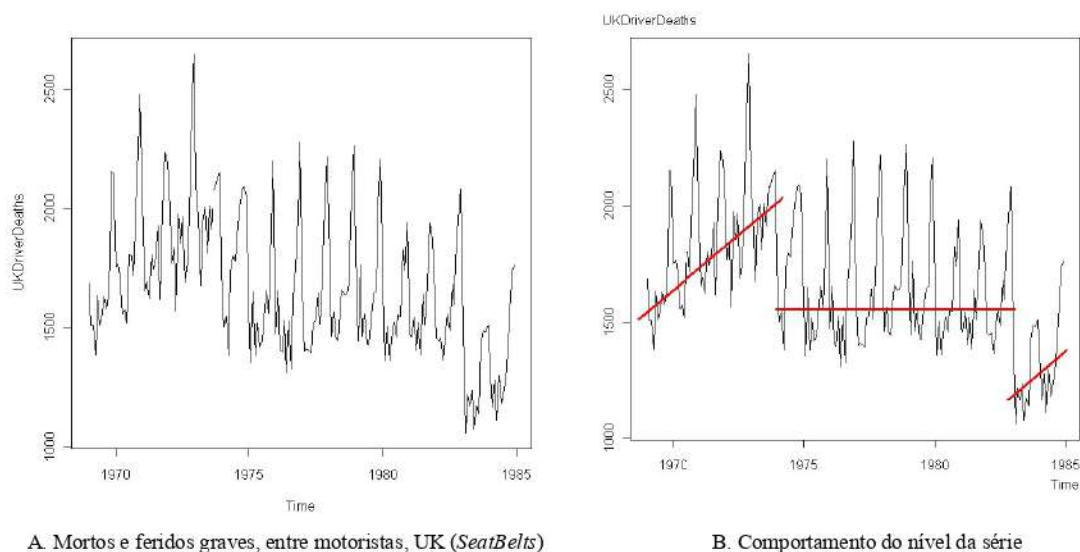 UKDriverDeaths
2500
2000
1500
1000
UKDriverDeaths
1970
1975
1980
1985
Time
A. Mortos e feridos graves, entre motoristas, UK (SeatBelts)
UKDriverDeaths
2500
2000
1500
1000
1970
1975
1980
1985
Time
B. Comportamento do nível da série